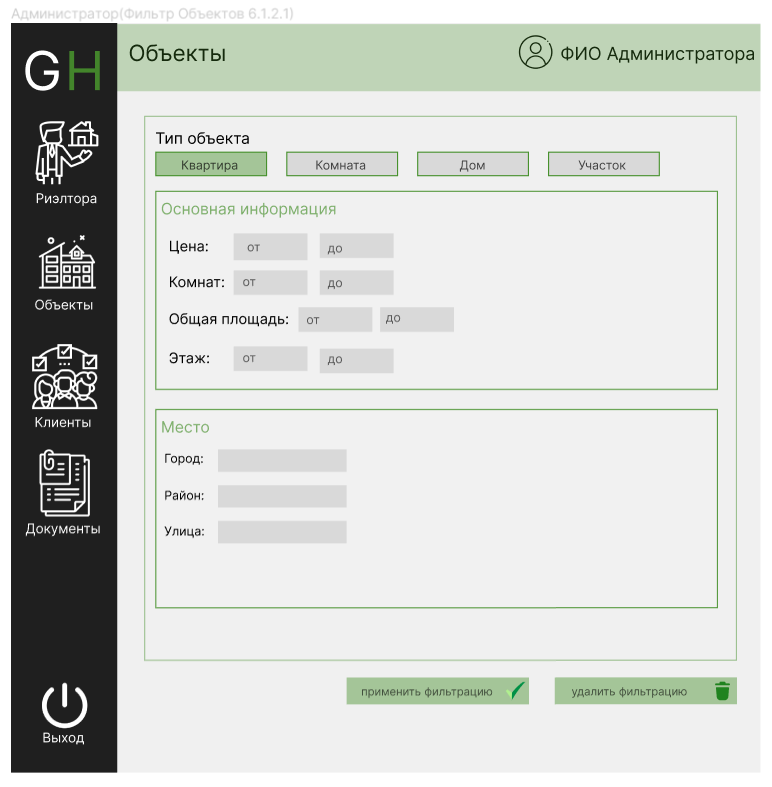 Администратор(Фильтр Объектов 6.1.2.1)
GH
Объекты
ФИО Администратора
Риэлтора
Объекты
Клиенты
Документы
Выход
Тип объекта
Квартира Комната Дом Участок
Основная информация
Цена: от до
Комнат: от до
Общая площадь: от до
Этаж: от до
Место
Город:
Район:
Улица:
применить фильтрацию удалить фильтрацию